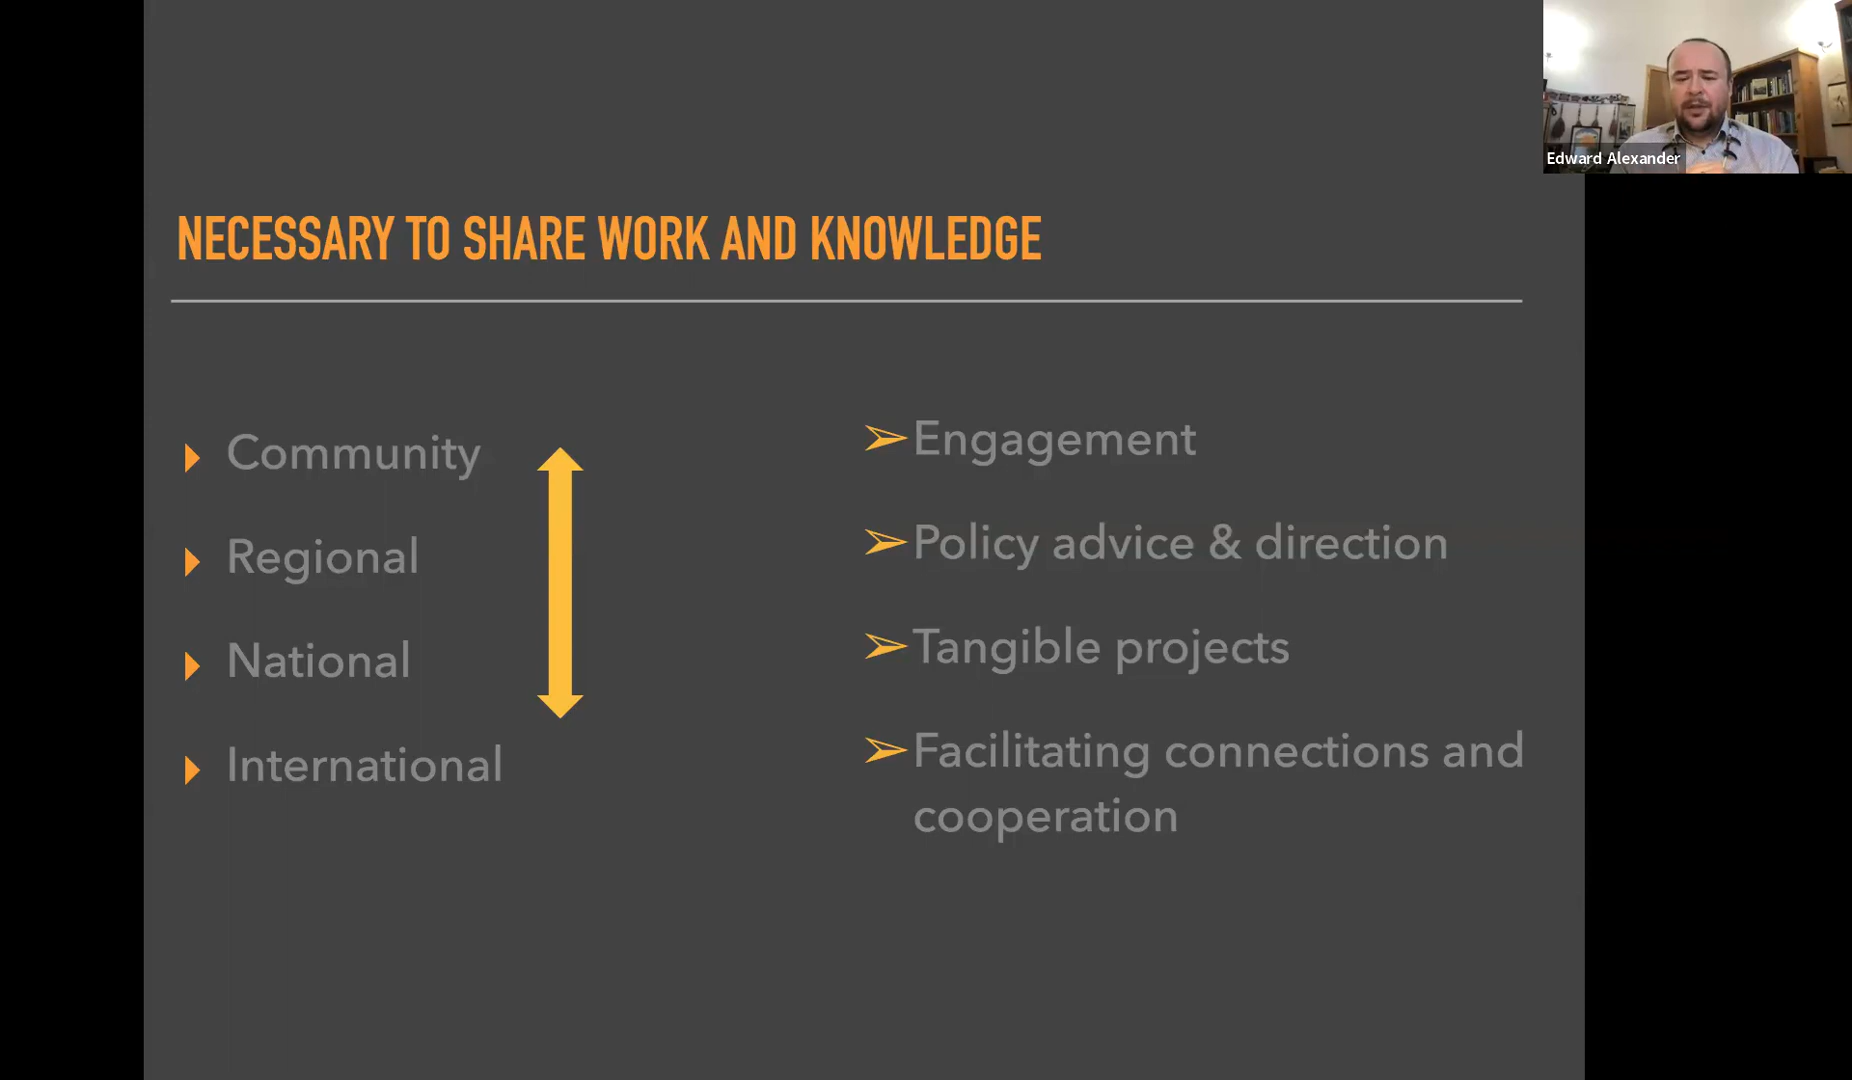 Edward Alexander
NECESSARY TO SHARE WORK AND KNOWLEDGE
Community
Regional
National
International
Engagement
Policy advice & direction
Tangible projects
Facilitating connections and
cooperation